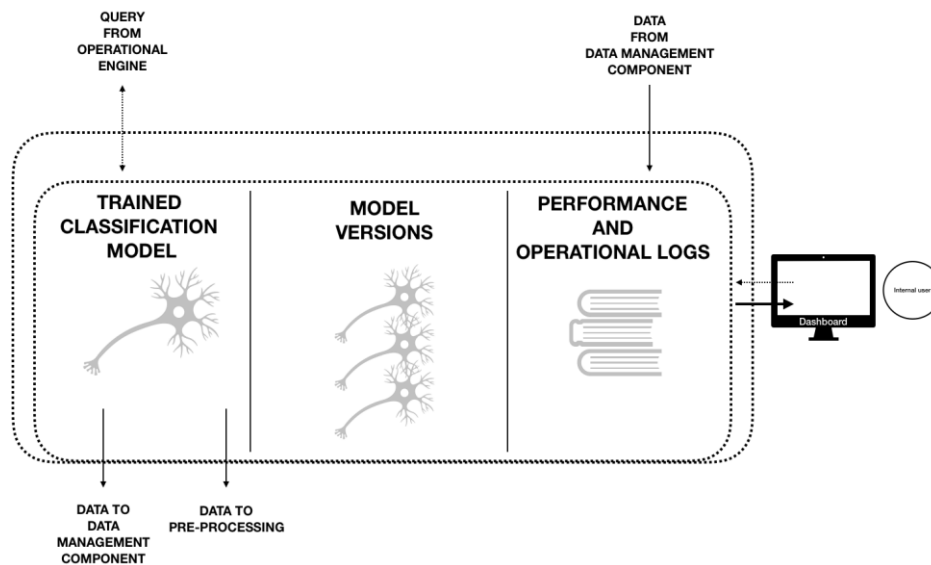 QUERY
FROM
OPERATIONAL
ENGINE
DATA
FROM
DATA MANAGEMENT
COMPONENT
TRAINED
CLASSIFICATION
MODEL
MODEL
VERSIONS
PERFORMANCE
AND
OPERATIONAL LOGS
Dashboard
Internal user
DATA TO
DATA
MANAGEMENT
COMPONENT
DATA TO
PRE-PROCESSING